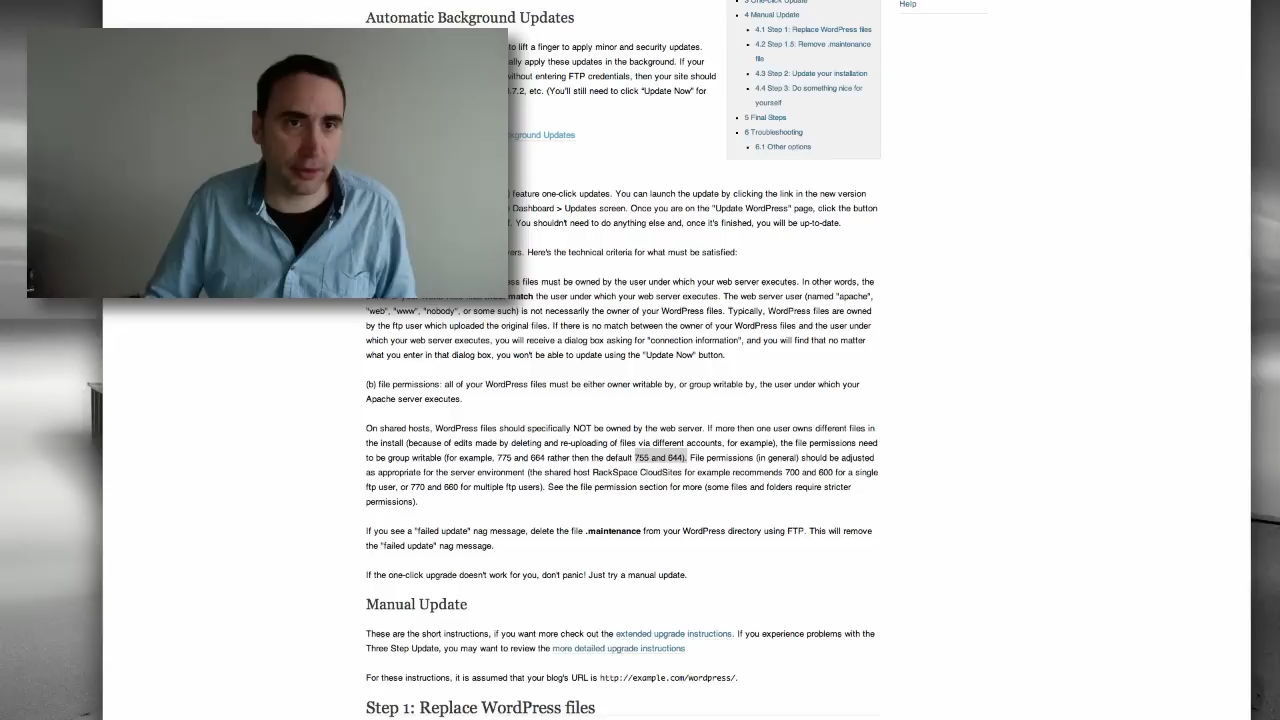 Automatic Background Updates
to lift a finger to apply minor and security updates.
ally apply these updates in the background. If your
without entering FTP credentials, then your site should
.7.2, etc. (You'll still need to click "Update Now" for
kground Updates
) feature one-click updates. You can launch the update by clicking the link in the new version
Dashboard > Updates screen. Once you are on the "Update WordPress" page, click the button
. You shouldn't need to do anything else and, once it's finished, you will be up-to-date.
vers. Here's the technical criteria for what must be satisfied:
ss files must be owned by the user under which your web server executes. In other words, the
match the user under which your web server executes. The web server user (named "apache",
"web", "www", "nobody", or some such) is not necessarily the owner of your WordPress files. Typically, WordPress files are owned
by the ftp user which uploaded the original files. If there is no match between the owner of your WordPress files and the user under
which your web server executes, you will receive a dialog box asking for "connection information", and you will find that no matter
what you enter in that dialog box, you won't be able to update using the "Update Now" button.
(b) file permissions: all of your WordPress files must be either owner writable by, or group writable by, the user under which your
Apache server executes.
On shared hosts, WordPress files should specifically NOT be owned by the web server. If more then one user owns different files in
the install (because of edits made by deleting and re-uploading of files via different accounts, for example), the file permissions need
to be group writable (for example, 775 and 664 rather then the default 755 and 644). File permissions (in general) should be adjusted
as appropriate for the server environment (the shared host RackSpace CloudSites for example recommends 700 and 600 for a single
ftp user, or 770 and 660 for multiple ftp users). See the file permission section for more (some files and folders require stricter
permissions).
If you see a "failed update" nag message, delete the file .maintenance from your WordPress directory using FTP. This will remove
the "failed update" nag message.
If the one-click upgrade doesn't work for you, don't panic! Just try a manual update.
Manual Update
These are the short instructions, if you want more check out the extended upgrade instructions. If you experience problems with the
Three Step Update, you may want to review the more detailed upgrade instructions
For these instructions, it is assumed that your blog's URL is http://example.com/wordpress/.
Step 1: Replace WordPress files
3 One-click Update
4 Manual Update
4.1 Step 1: Replace WordPress files
4.2 Step 1.5: Remove .maintenance
file
4.3 Step 2: Update your installation
4.4 Step 3: Do something nice for
yourself
5 Final Steps
6 Troubleshooting
6.1 Other options
Help